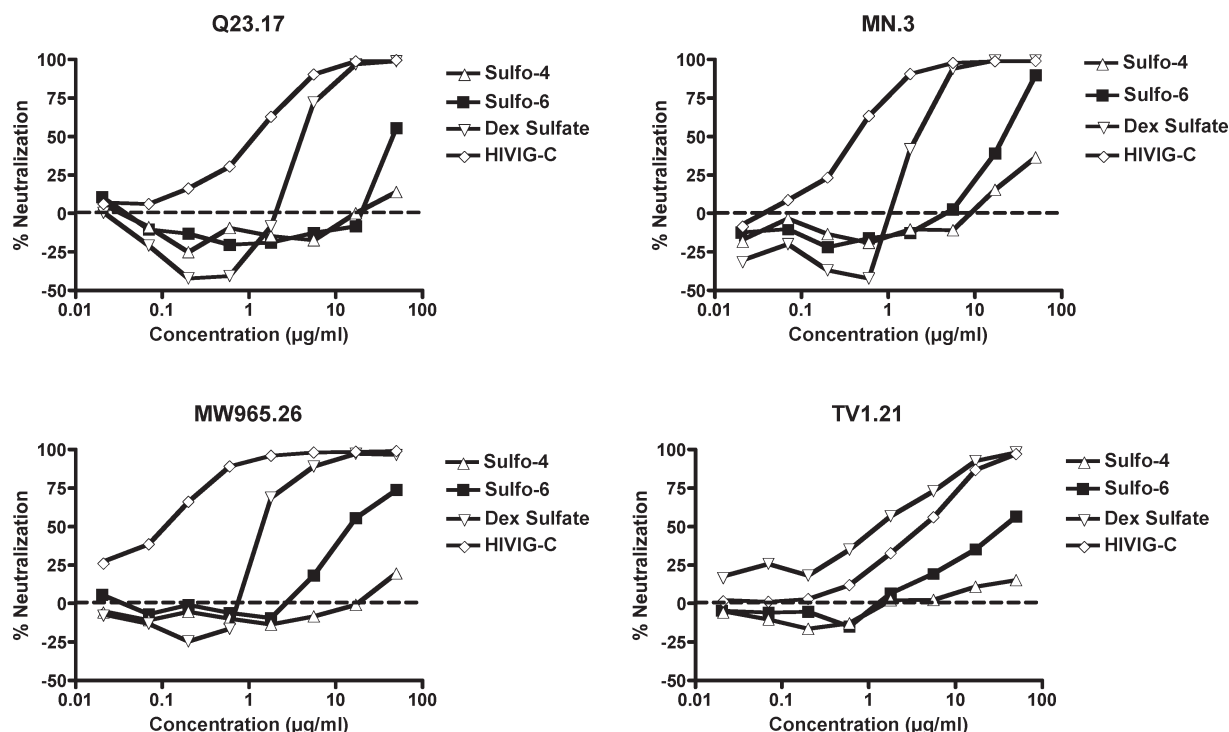 Q23.17
% Neutralization
100
75
50
25
0
-25
-50
0.01
0.1
1
10
100
Concentration (µg/ml)
Sulfo-4
Sulfo-6
Dex Sulfate
HIVIG-C
MN.3
% Neutralization
100
75
50
25
0
-25
-50
0.01
0.1
1
10
100
Concentration (µg/ml)
Sulfo-4
Sulfo-6
Dex Sulfate
HIVIG-C
MW965.26
% Neutralization
100
75
50
25
0
-25
-50
0.01
0.1
1
10
100
Concentration (µg/ml)
Sulfo-4
Sulfo-6
Dex Sulfate
HIVIG-C
TV1.21
% Neutralization
100
75
50
25
0
-25
-50
0.01
0.1
1
10
100
Concentration (µg/ml)
Sulfo-4
Sulfo-6
Dex Sulfate
HIVIG-C